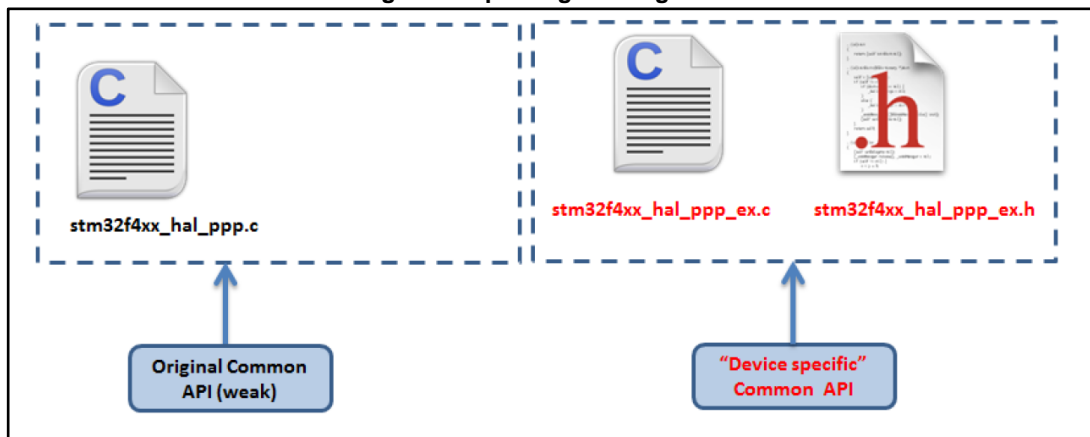 C
stm32f4xx_hal_ppp.c
C
.h
stm32f4xx_hal_ppp_ex.c
stm32f4xx_hal_ppp_ex.h
Original Common
API (weak)
“Device specific”
Common API